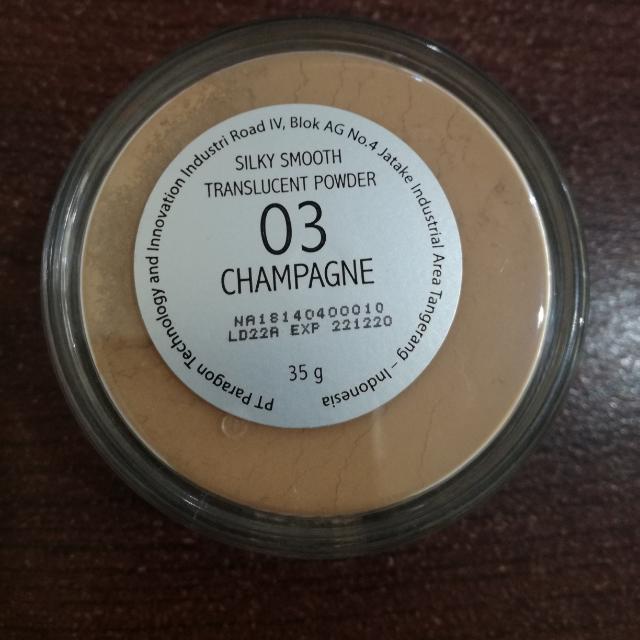 PT Paragon Technology and Innovation Industri Road IV, Blok AG No.4 Jatake Industrial Area Tangerang - Indonesia
SILKY SMOOTH
TRANSLUCENT POWDER
03
CHAMPAGNE
NA18140400010
LD22A EXP 221220
35 g